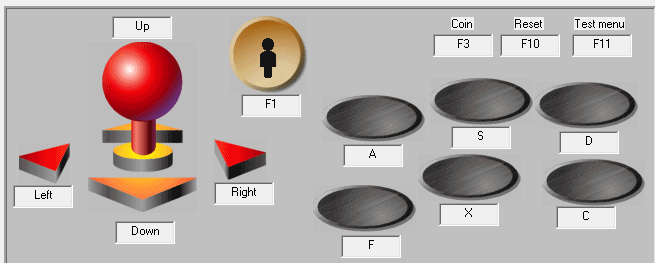 Up
Coin
Reset
Test menu
F3
F10
F11
F1
A
S
D
Left
Right
Down
F
X
C